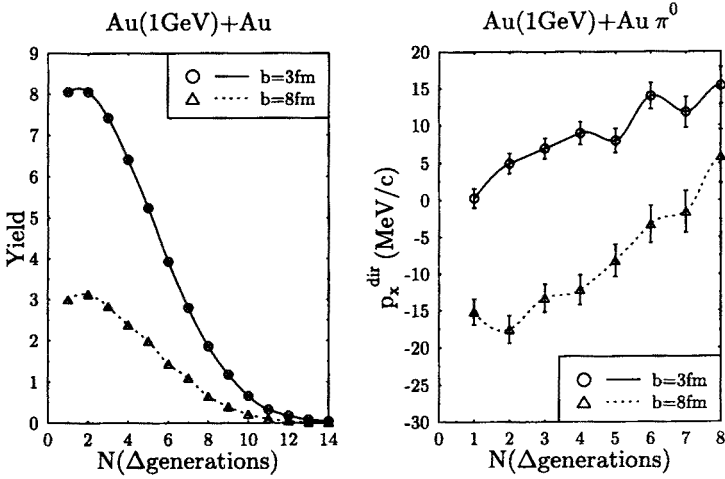 Au(1GeV)+Au
Yield
9
8
7
6
5
4
3
2
1
0
b=3fm
b=8fm
0 2 4 6 8 10 12 14
N(Δgenerations)
Au(1GeV)+Au π⁰
pₓᵈⁱʳ (MeV/c)
20
15
10
5
0
-5
-10
-15
-20
-25
-30
b=3fm
b=8fm
0 1 2 3 4 5 6 7 8
N(Δgenerations)